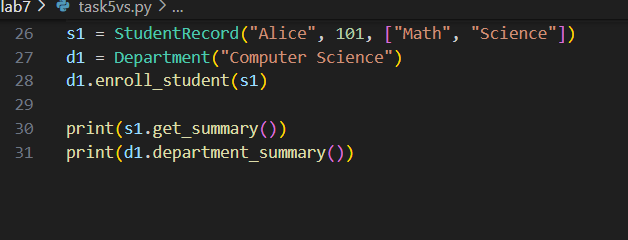 lab7 > task5vs.py > ...
26 s1 = StudentRecord("Alice", 101, ["Math", "Science"])
27 d1 = Department("Computer Science")
28 d1.enroll_student(s1)
29
30 print(s1.get_summary())
31 print(d1.department_summary())